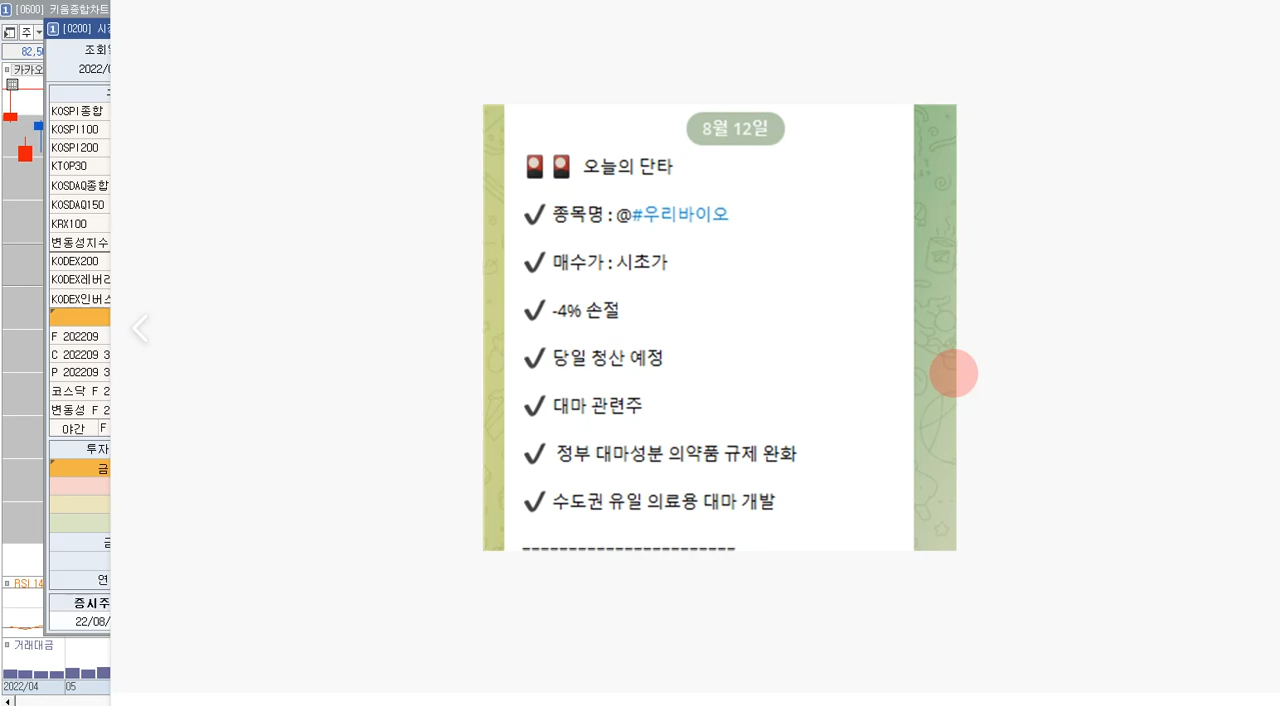 1 [0600] 키움종합차트
주
82,5
카카오
RSI 14
거래대금
2022/04 05
1 [0200] 시
조회
2022/
KOSPI종합
KOSPI100
KOSPI200
KTOP30
KOSDAQ종합
KOSDAQ150
KRX100
변동성지수
KODEX200
KODEX레버리
KODEX인버스
F 202209
C 202209 3
P 202209 3
코스닥 F 2
변동성 F 2
야간 F
투자
금
연
증시주
22/08/
8월 12일
오늘의 단타
✔ 종목명 : @#우리바이오
✔ 매수가 : 시초가
✔ -4% 손절
✔ 당일 청산 예정
✔ 대마 관련주
✔ 정부 대마성분 의약품 규제 완화
✔ 수도권 유일 의료용 대마 개발
-----------------------